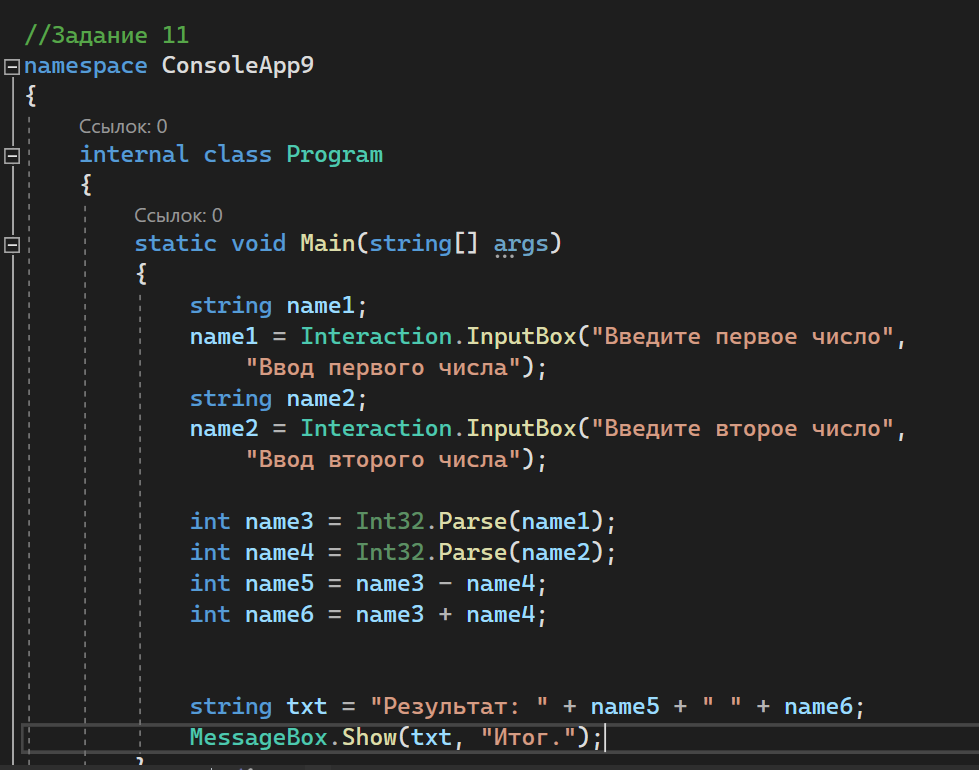 //Задание 11
namespace ConsoleApp9
{
Ссылок: 0
internal class Program
{
Ссылок: 0
static void Main(string[] args)
{
string name1;
name1 = Interaction.InputBox("Введите первое число",
"Ввод первого числа");
string name2;
name2 = Interaction.InputBox("Введите второе число",
"Ввод второго числа");
int name3 = Int32.Parse(name1);
int name4 = Int32.Parse(name2);
int name5 = name3 - name4;
int name6 = name3 + name4;
string txt = "Результат: " + name5 + " " + name6;
MessageBox.Show(txt, "Итог.");
}